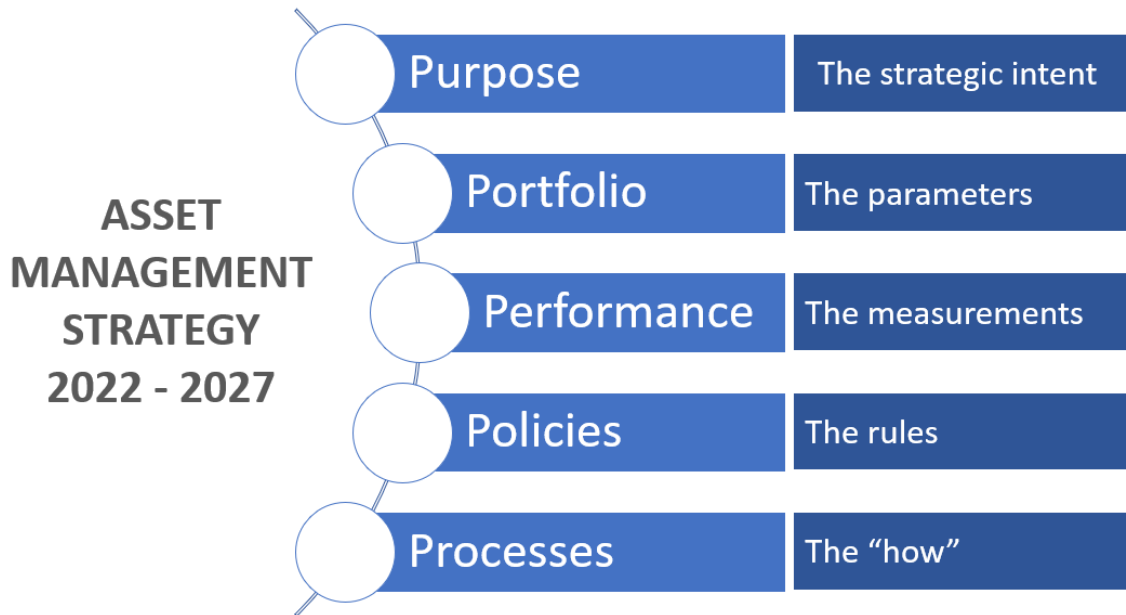 ASSET
MANAGEMENT
STRATEGY
2022 - 2027
Purpose
The strategic intent
Portfolio
The parameters
Performance
The measurements
Policies
The rules
Processes
The “how”